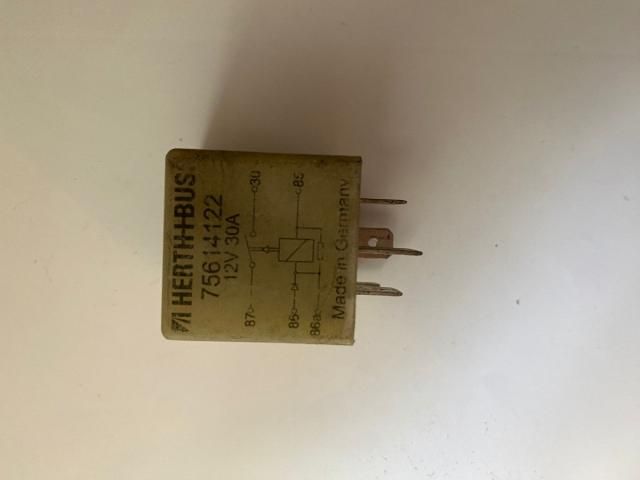 HERTH+BUSS
75614122
12V 30A
30
87
85
86
86a
Made in Germany